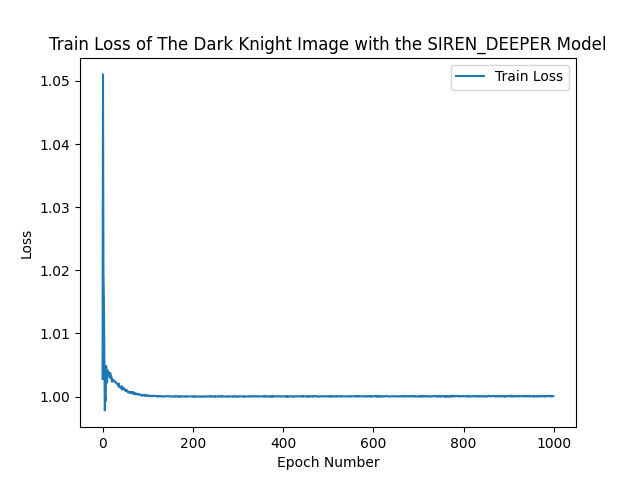 Train Loss of The Dark Knight Image with the SIREN_DEEPER Model
Train Loss
1.05
1.04
1.03
1.02
1.01
1.00
Loss
0 200 400 600 800 1000
Epoch Number